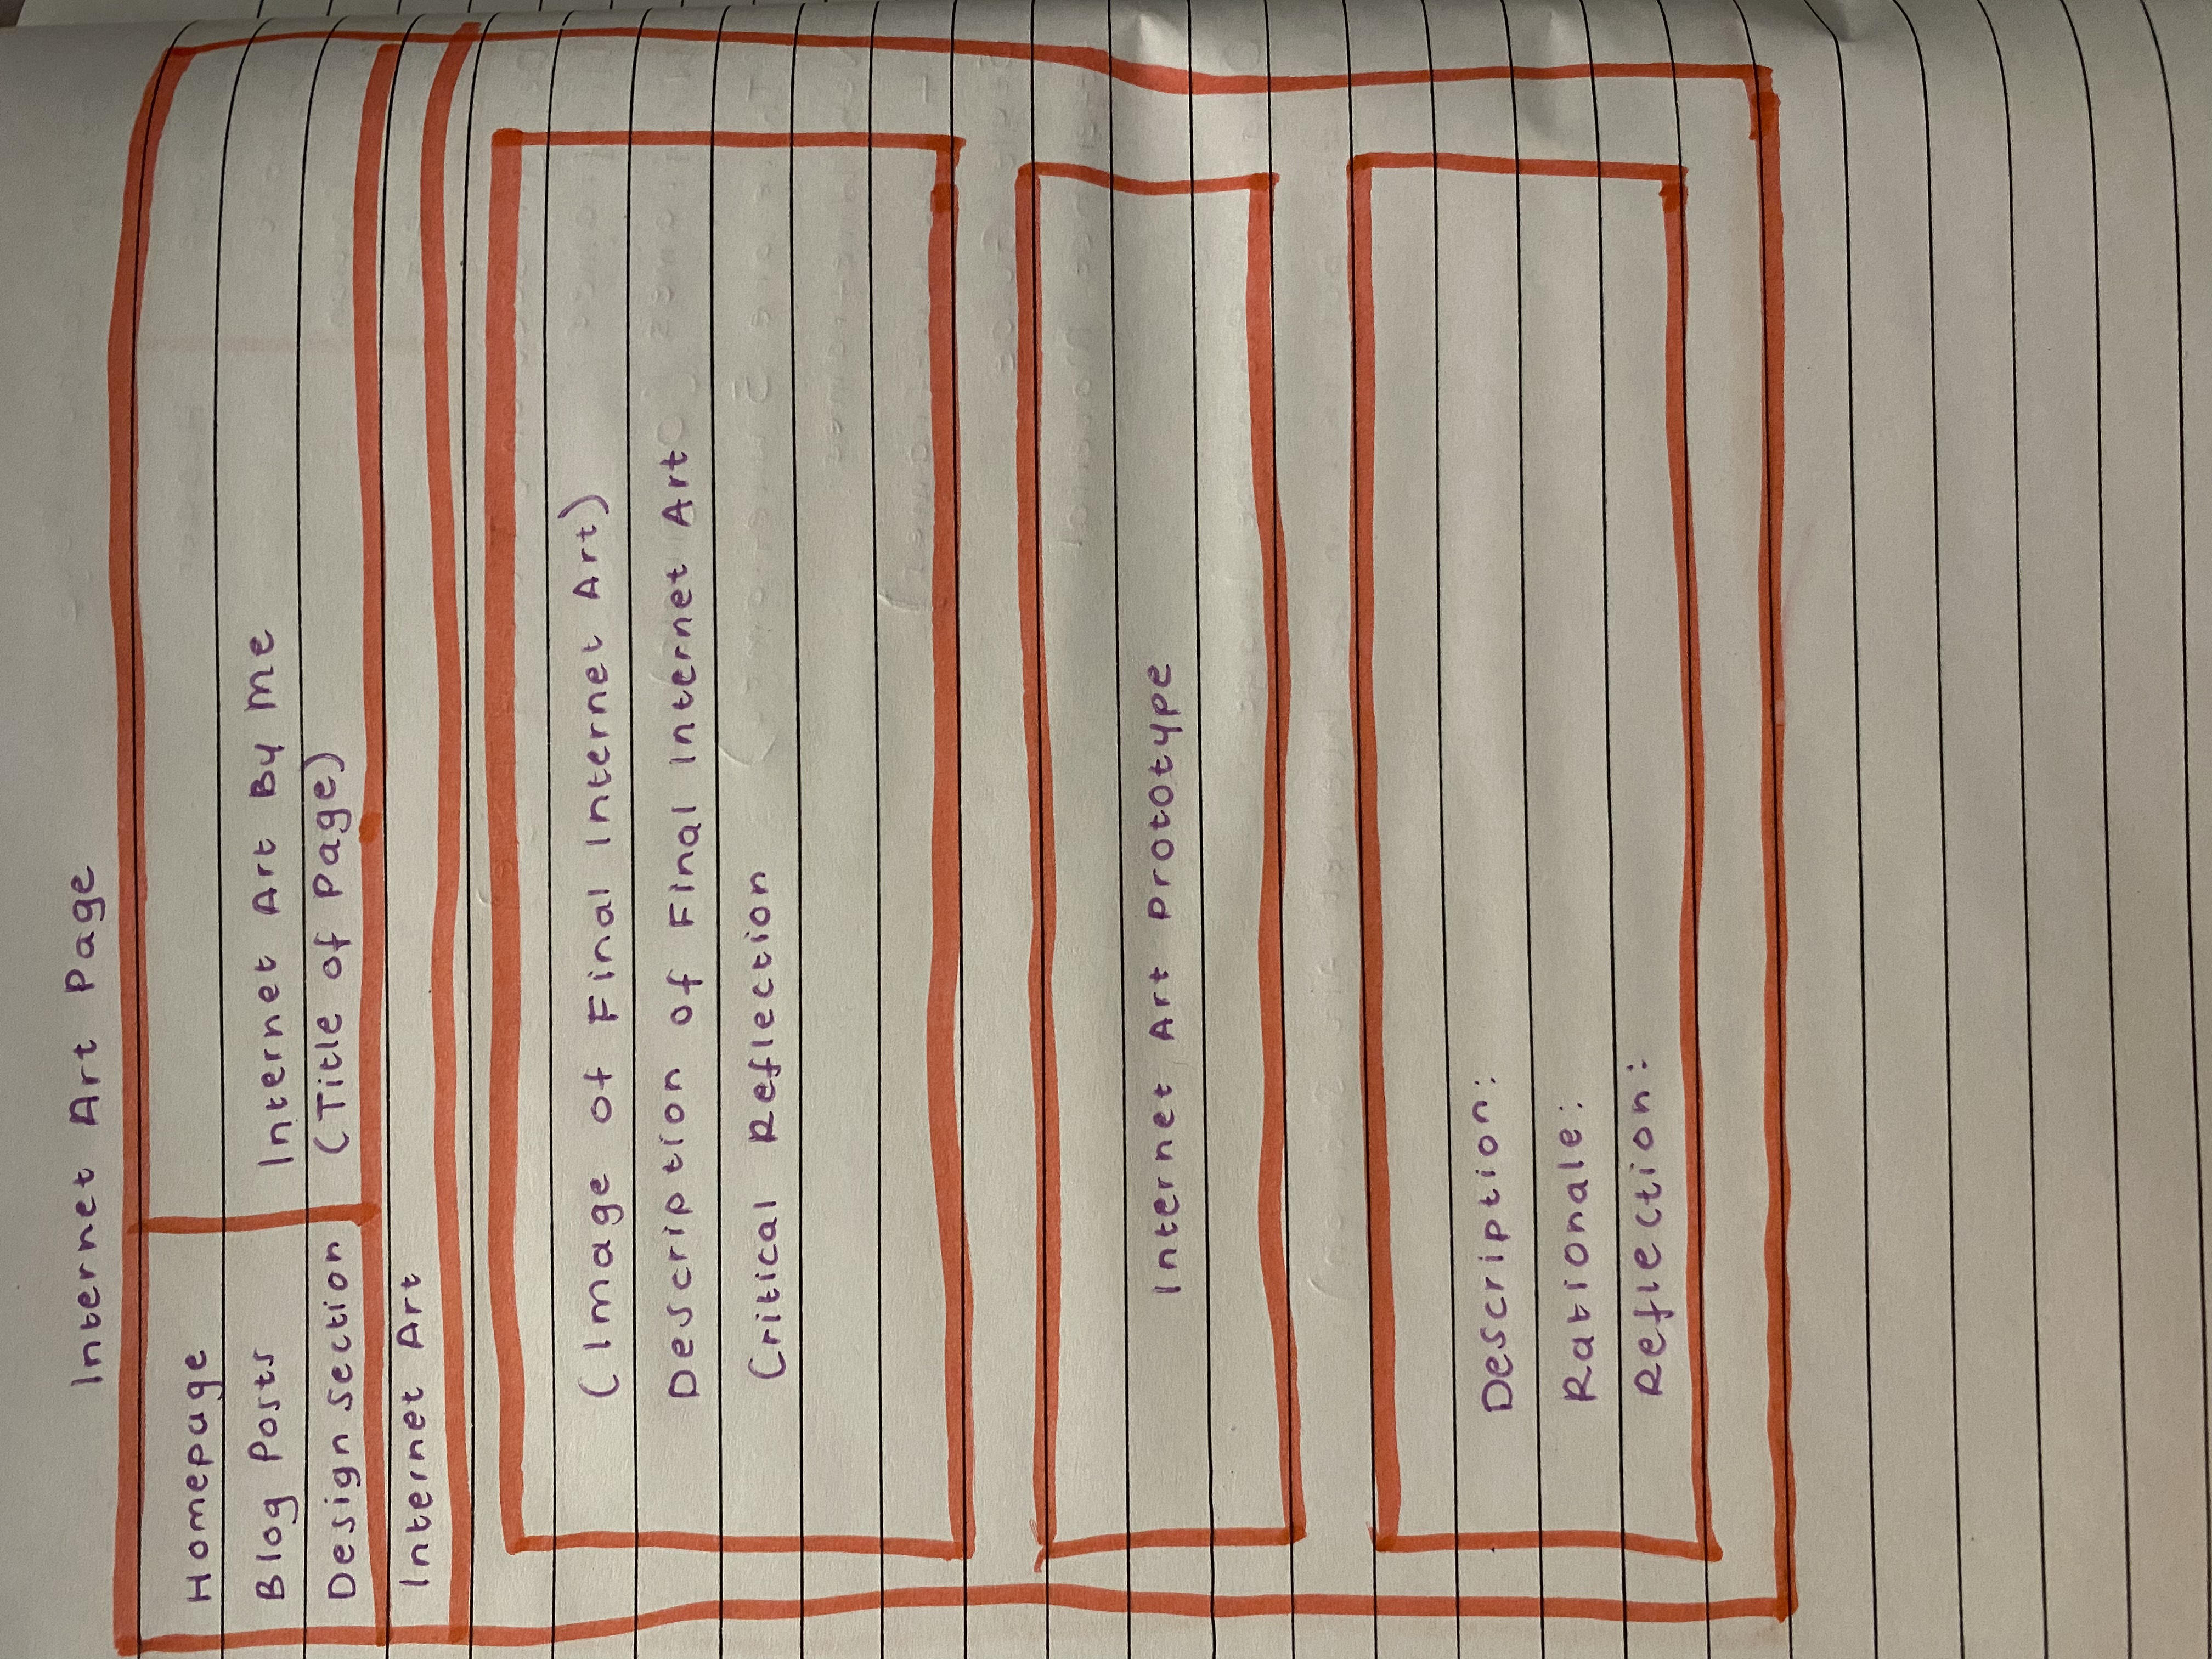 Internet Art Page
Homepage
Blog Posts
Design section
Internet Art By Me
(Title of Page)
Internet Art
(Image of Final Internet Art)
Description of Final Internet Art
Critical Reflection
Internet Art Prototype
Description:
Rationale:
Reflection: